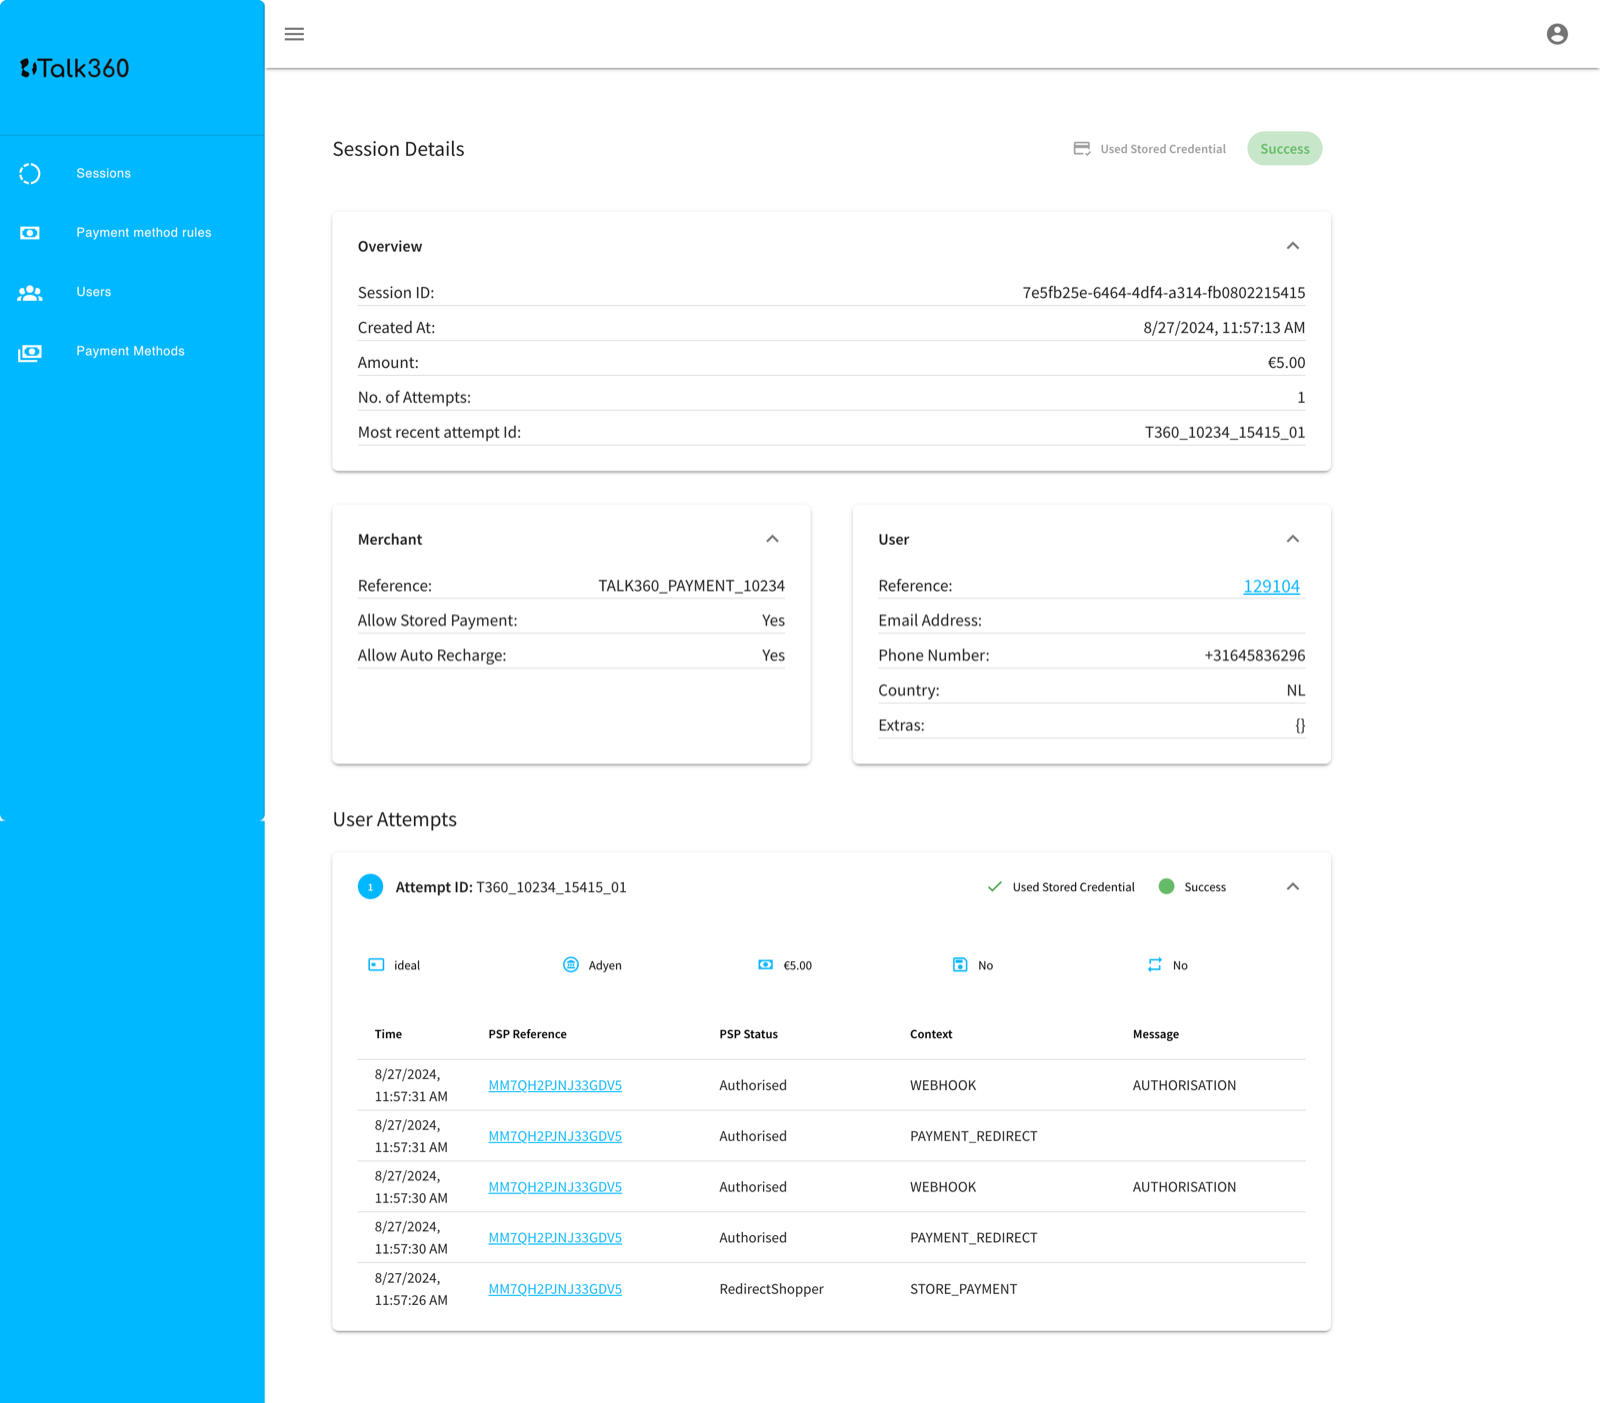 Talk360
Sessions
Payment method rules
Users
Payment Methods
Session Details
Used Stored Credential
Success
Overview
Session ID: 7e5fb25e-6464-4df4-a314-fb0802215415
Created At: 8/27/2024, 11:57:13 AM
Amount: €5.00
No. of Attempts: 1
Most recent attempt Id: T360_10234_15415_01
Merchant
Reference: TALK360_PAYMENT_10234
Allow Stored Payment: Yes
Allow Auto Recharge: Yes
User
Reference: 129104
Email Address:
Phone Number: +31645836296
Country: NL
Extras: {}
User Attempts
1 Attempt ID: T360_10234_15415_01 Used Stored Credential Success
ideal Adyen €5.00 No No
Time PSP Reference PSP Status Context Message
8/27/2024,
11:57:31 AM MM7QH2PJNJ33GDV5 Authorised WEBHOOK AUTHORISATION
8/27/2024,
11:57:31 AM MM7QH2PJNJ33GDV5 Authorised PAYMENT_REDIRECT
8/27/2024,
11:57:30 AM MM7QH2PJNJ33GDV5 Authorised WEBHOOK AUTHORISATION
8/27/2024,
11:57:30 AM MM7QH2PJNJ33GDV5 Authorised PAYMENT_REDIRECT
8/27/2024,
11:57:26 AM MM7QH2PJNJ33GDV5 RedirectShopper STORE_PAYMENT